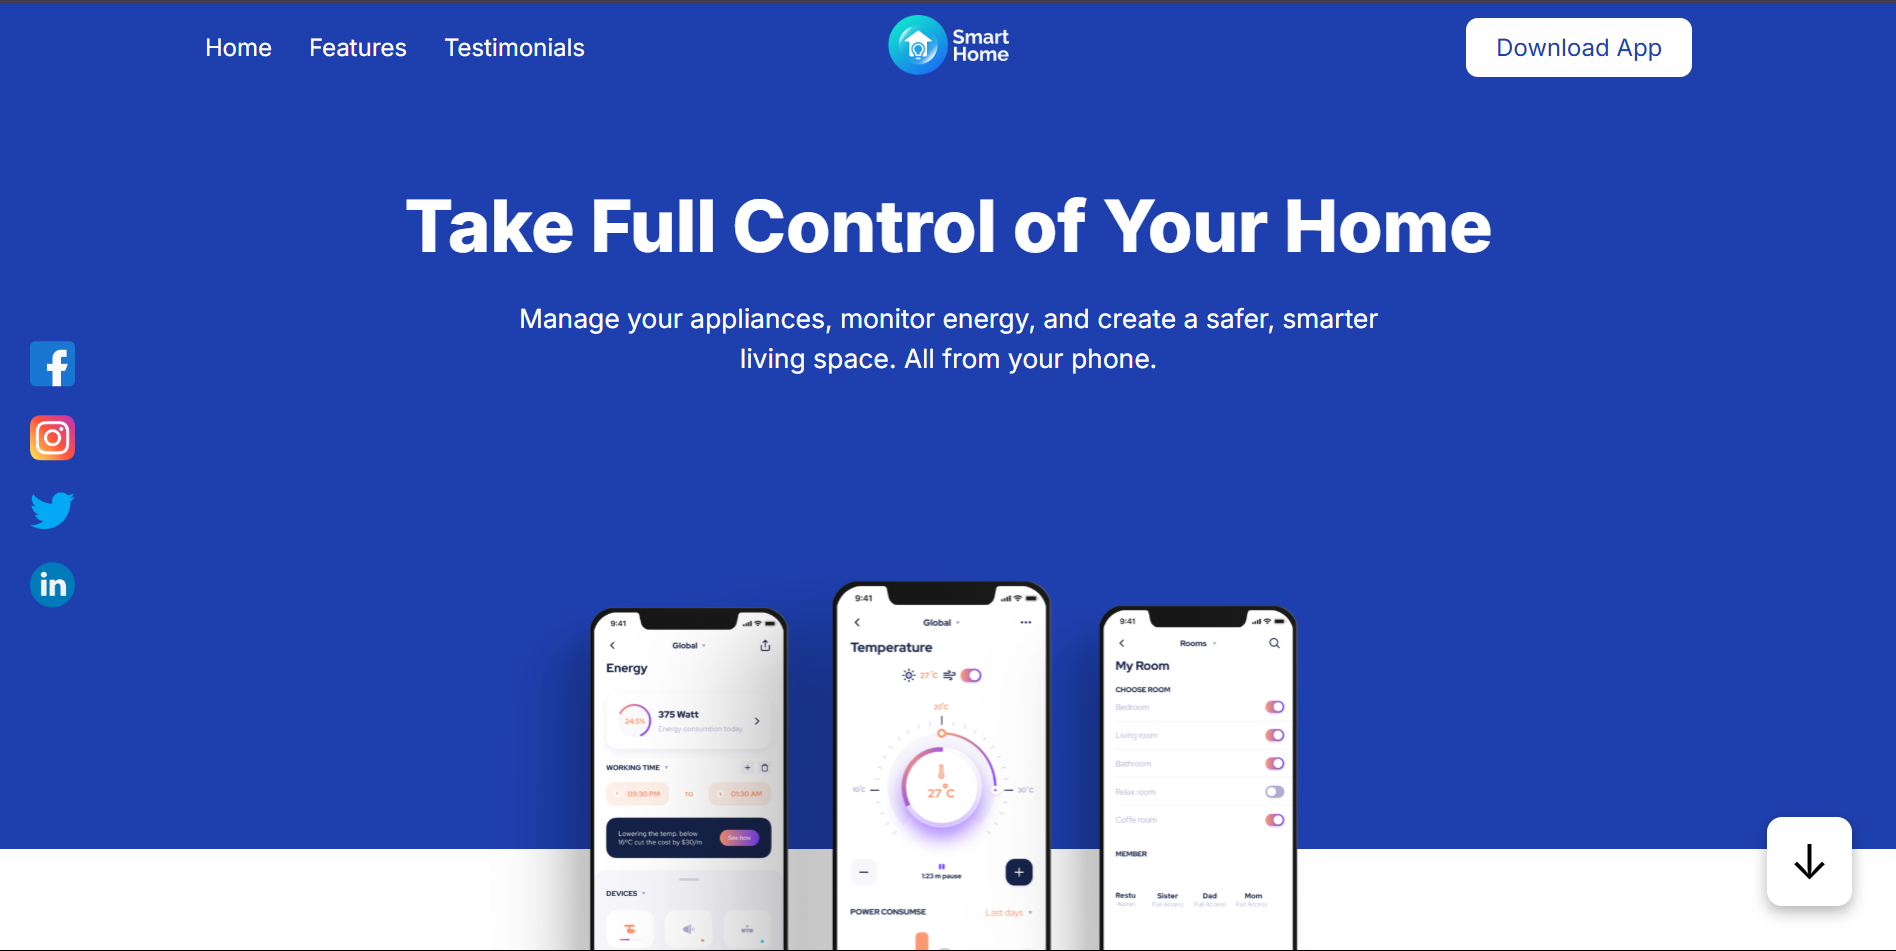 Home Features Testimonials
Smart
Home
Download App
Take Full Control of Your Home
Manage your appliances, monitor energy, and create a safer, smarter
living space. All from your phone.
9:41
Global
Energy
24.5%
375 Watt
Energy consumtion today
WORKING TIME
09:30 PM TO 01:30 AM
Lowering the temp. below
16°C cut the cost by $30/m
See Now
DEVICES
9:41
Global
Temperature
27°C
20°C
10°C
30°C
27°C
1:23 m pause
POWER CONSUMSE
Last days
9:41
Rooms
My Room
CHOOSE ROOM
Bedroom
Living room
Bathroom
Relax room
Coffe room
MEMBER
Restu Sister Dad Mom
Admin Full Access Full Access Full Access